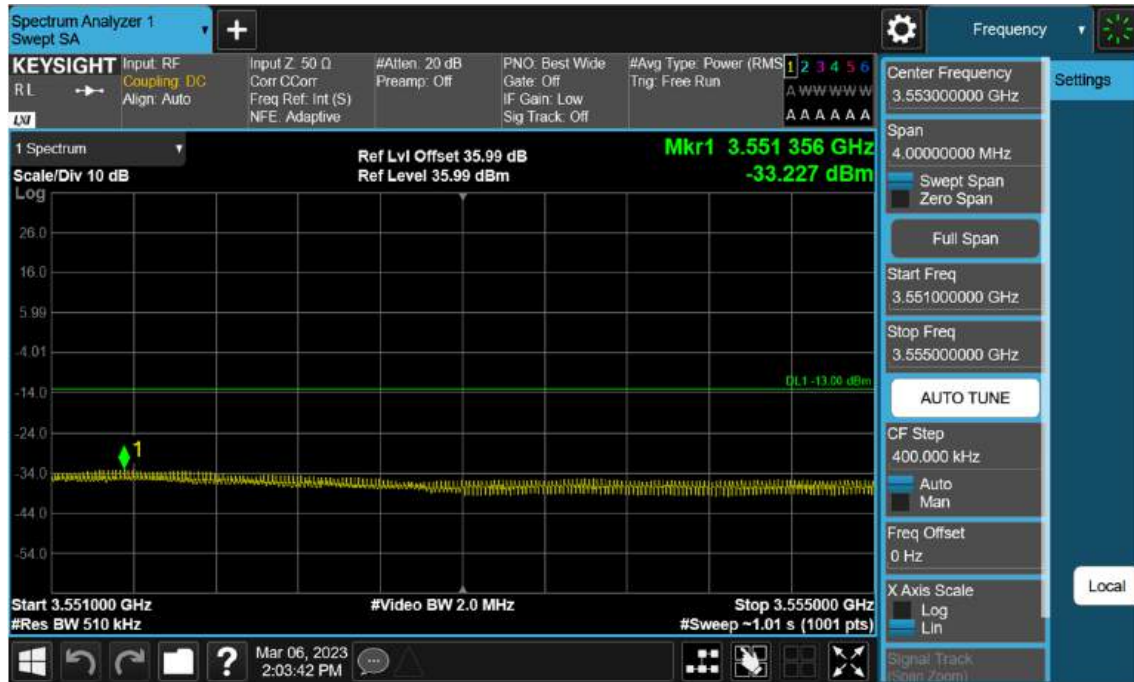 Spectrum Analyzer 1
Swept SA
+
Frequency
KEYSIGHT
RL
LXI
Input: RF
Coupling: DC
Align: Auto
Input Z: 50 Ω
Corr CCorr
Freq Ref: Int (S)
NFE: Adaptive
#Atten: 20 dB
Preamp: Off
PNO: Best Wide
Gate: Off
IF Gain: Low
Sig Track: Off
#Avg Type: Power (RMS
Trig: Free Run
1 2 3 4 5 6
A W W W W W
A A A A A A
1 Spectrum
Scale/Div 10 dB
Log
Ref Lvl Offset 35.99 dB
Ref Level 35.99 dBm
Mkr1 3.551 356 GHz
-33.227 dBm
26.0
16.0
5.99
-4.01
-14.0
-24.0
-34.0
-44.0
-54.0
DL1 -13.00 dBm
1
Start 3.551000 GHz
#Res BW 510 kHz
#Video BW 2.0 MHz
Stop 3.555000 GHz
#Sweep ~1.01 s (1001 pts)
?
Mar 06, 2023
2:03:42 PM
Center Frequency
3.553000000 GHz
Span
4.00000000 MHz
Swept Span
Zero Span
Full Span
Start Freq
3.551000000 GHz
Stop Freq
3.555000000 GHz
AUTO TUNE
CF Step
400.000 kHz
Auto
Man
Freq Offset
0 Hz
X Axis Scale
Log
Lin
Signal Track
(Span Zoom)
Settings
Local